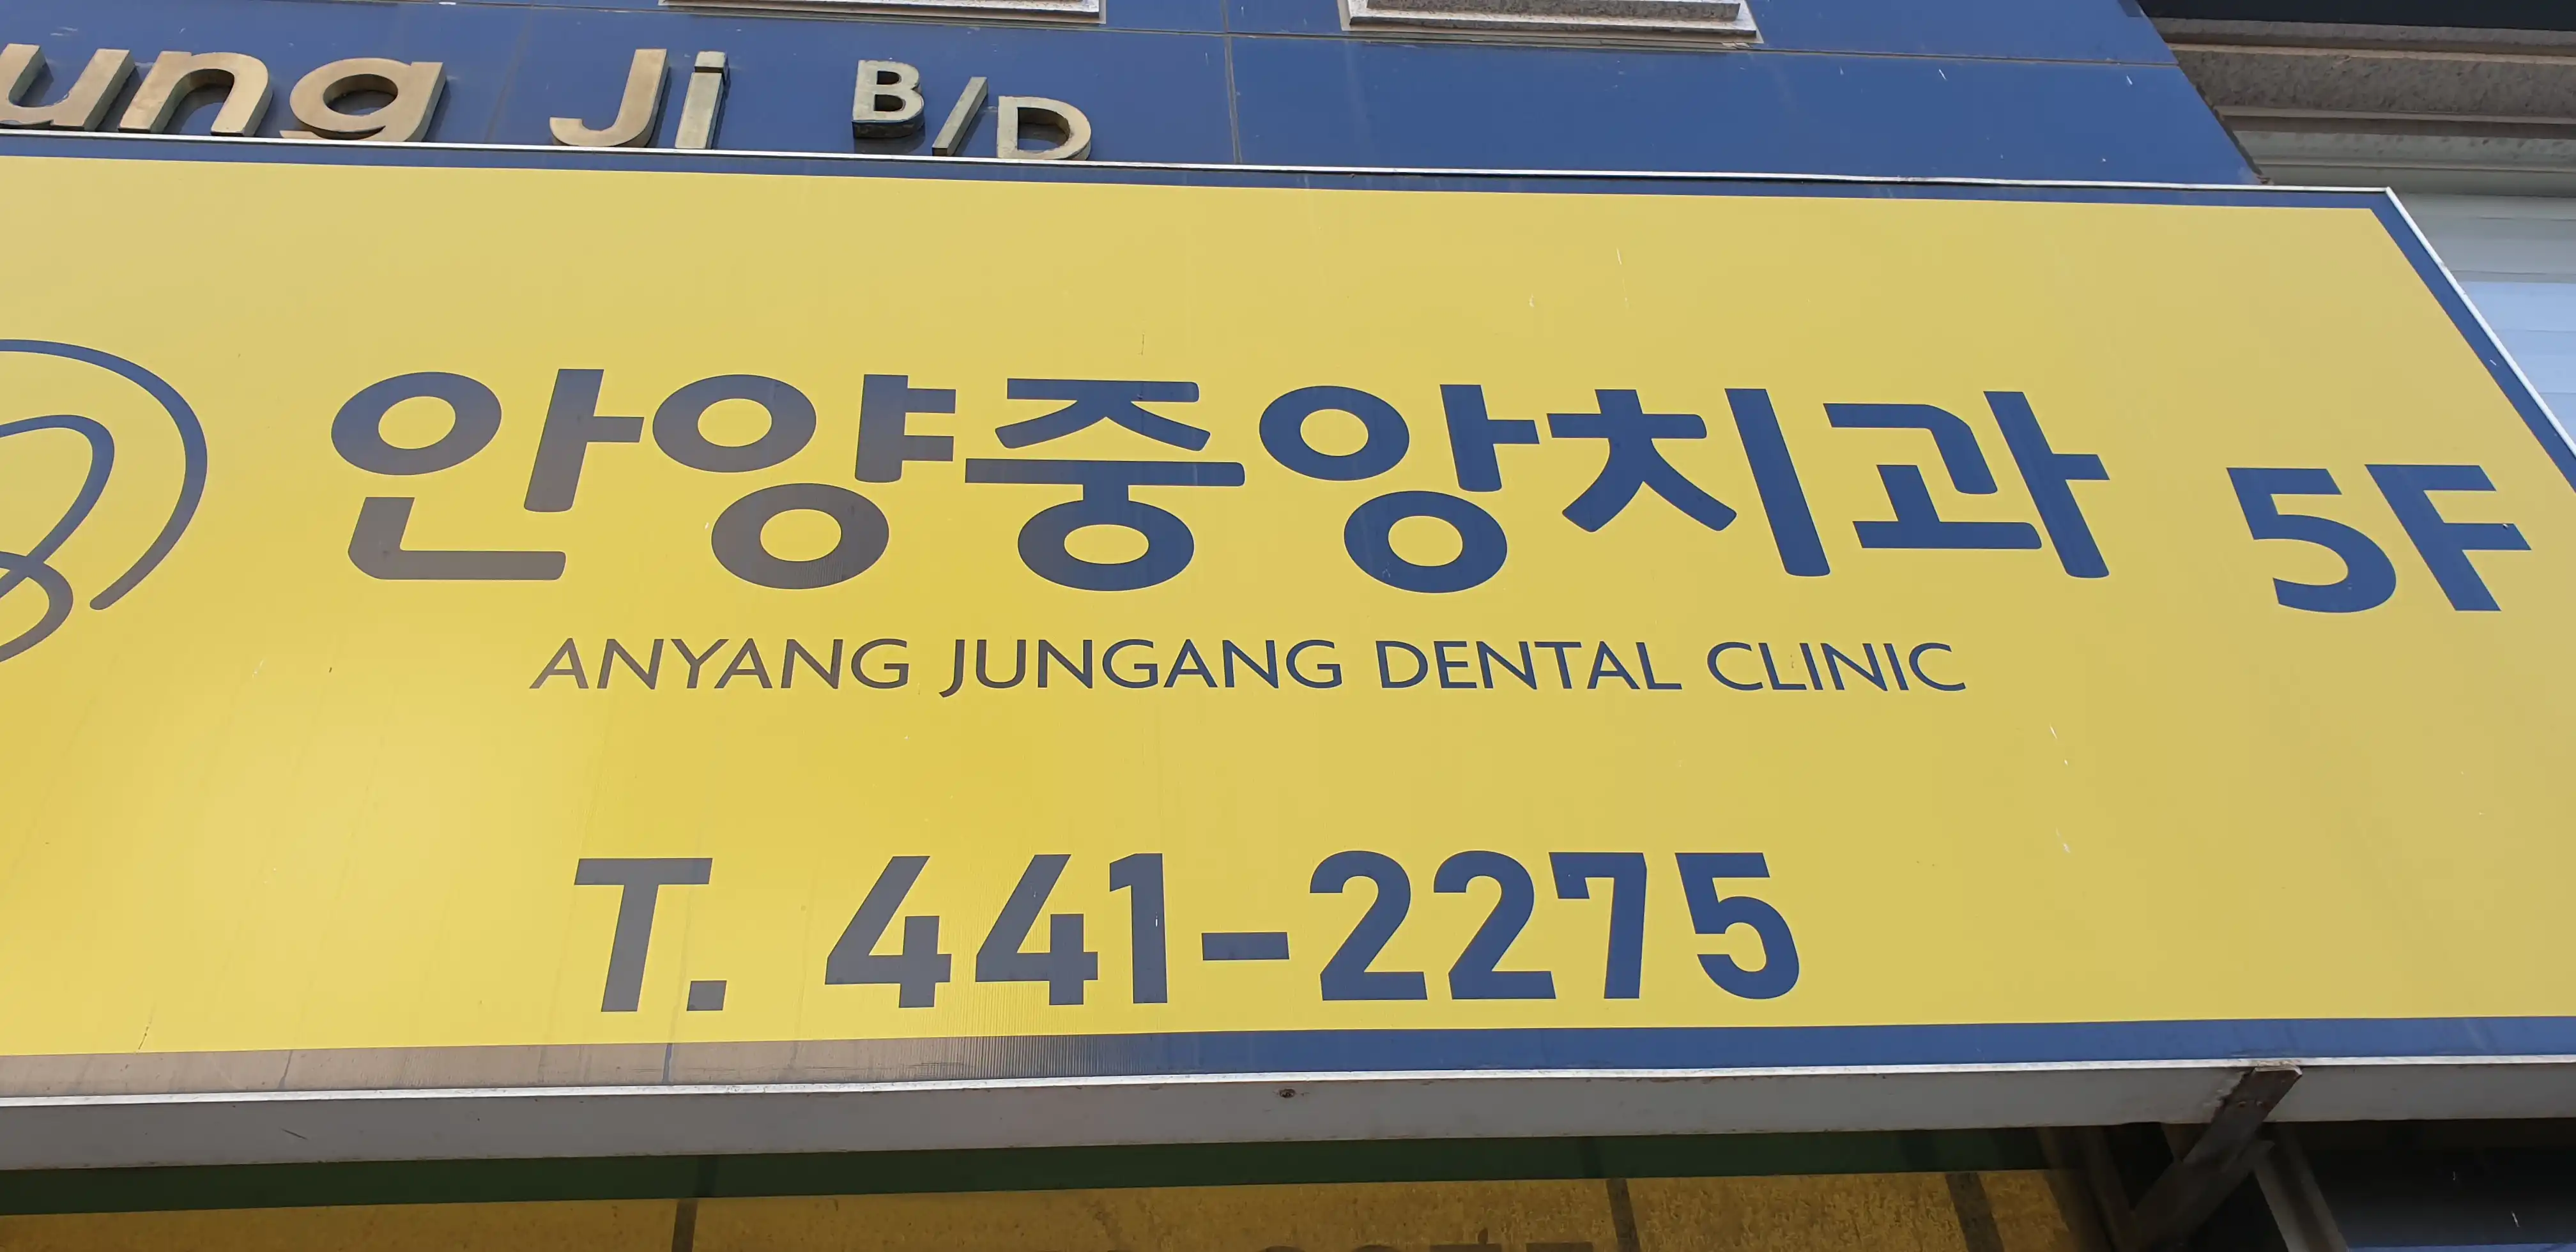 ung Ji B/D
안양중앙치과 5F
ANYANG JUNGANG DENTAL CLINIC
T. 441-2275